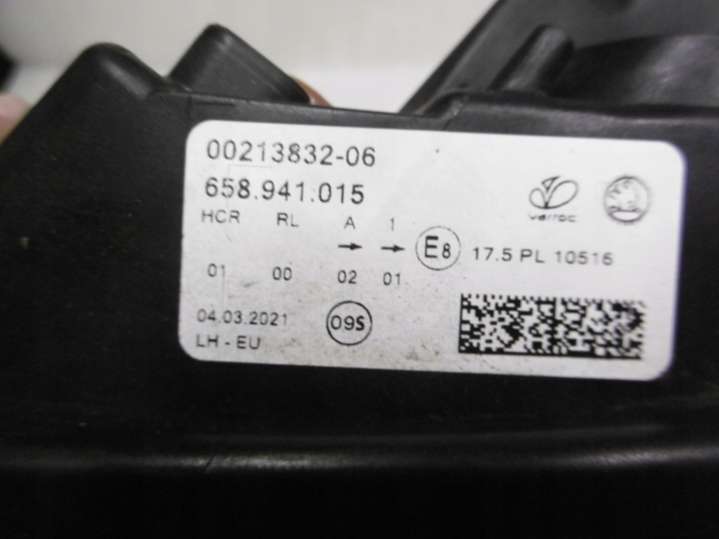 00213832-06
658.941.015
varroc
HCR RL A 1
→ → E8 17.5 PL 10516
01 00 02 01
04.03.2021 09S
LH - EU